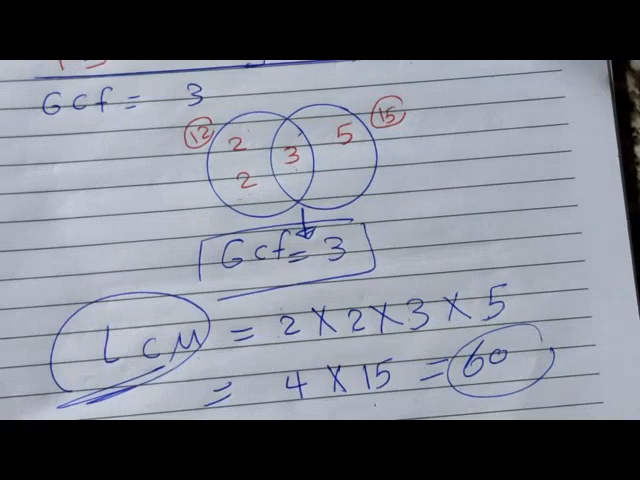 Gcf = 3
12 2 3 5 15
2
Gcf = 3
LCM = 2 × 2 × 3 × 5
= 4 × 15 = 60